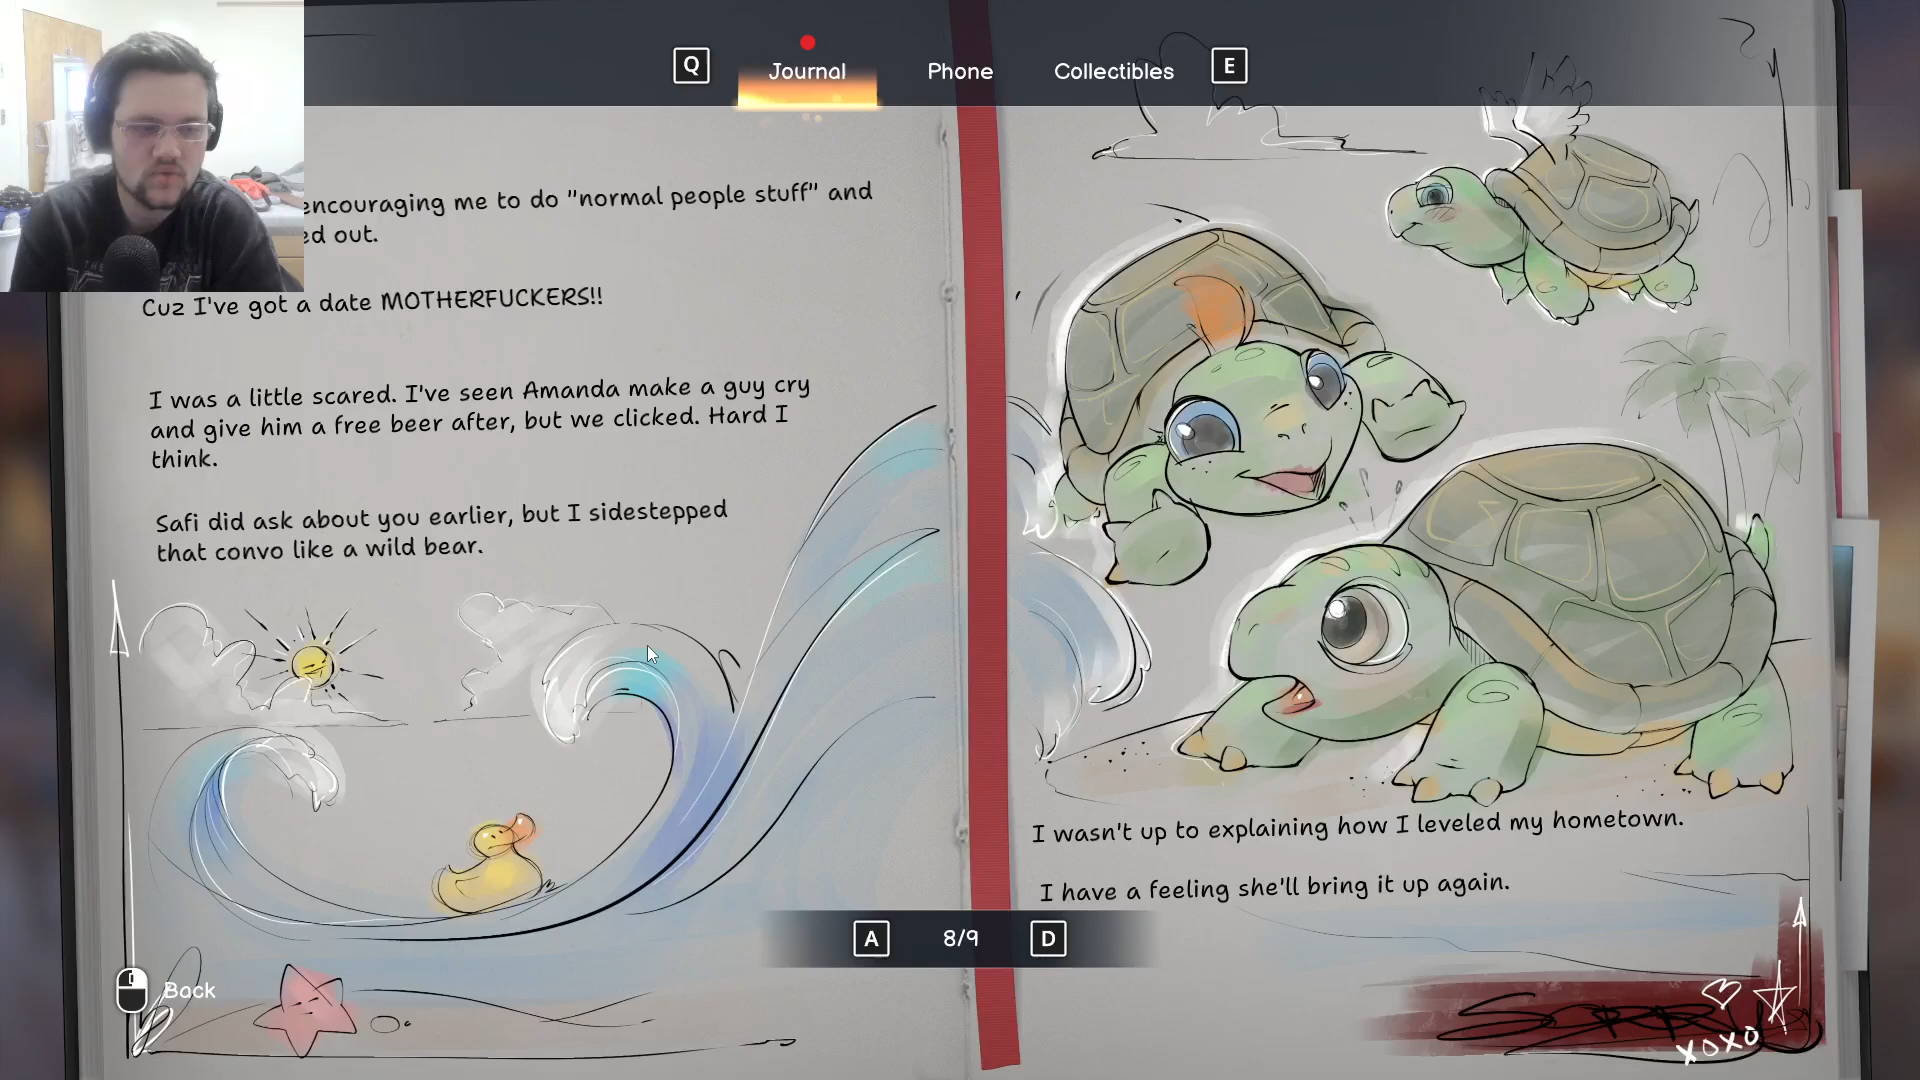 Q Journal Phone Collectibles E
encouraging me to do "normal people stuff" and
ed out.
Cuz I've got a date MOTHERFUCKERS!!
I was a little scared. I've seen Amanda make a guy cry
and give him a free beer after, but we clicked. Hard I
think.
Safi did ask about you earlier, but I sidestepped
that convo like a wild bear.
I wasn't up to explaining how I leveled my hometown.
I have a feeling she'll bring it up again.
A 8/9 D
Back
SORRY
xoxo